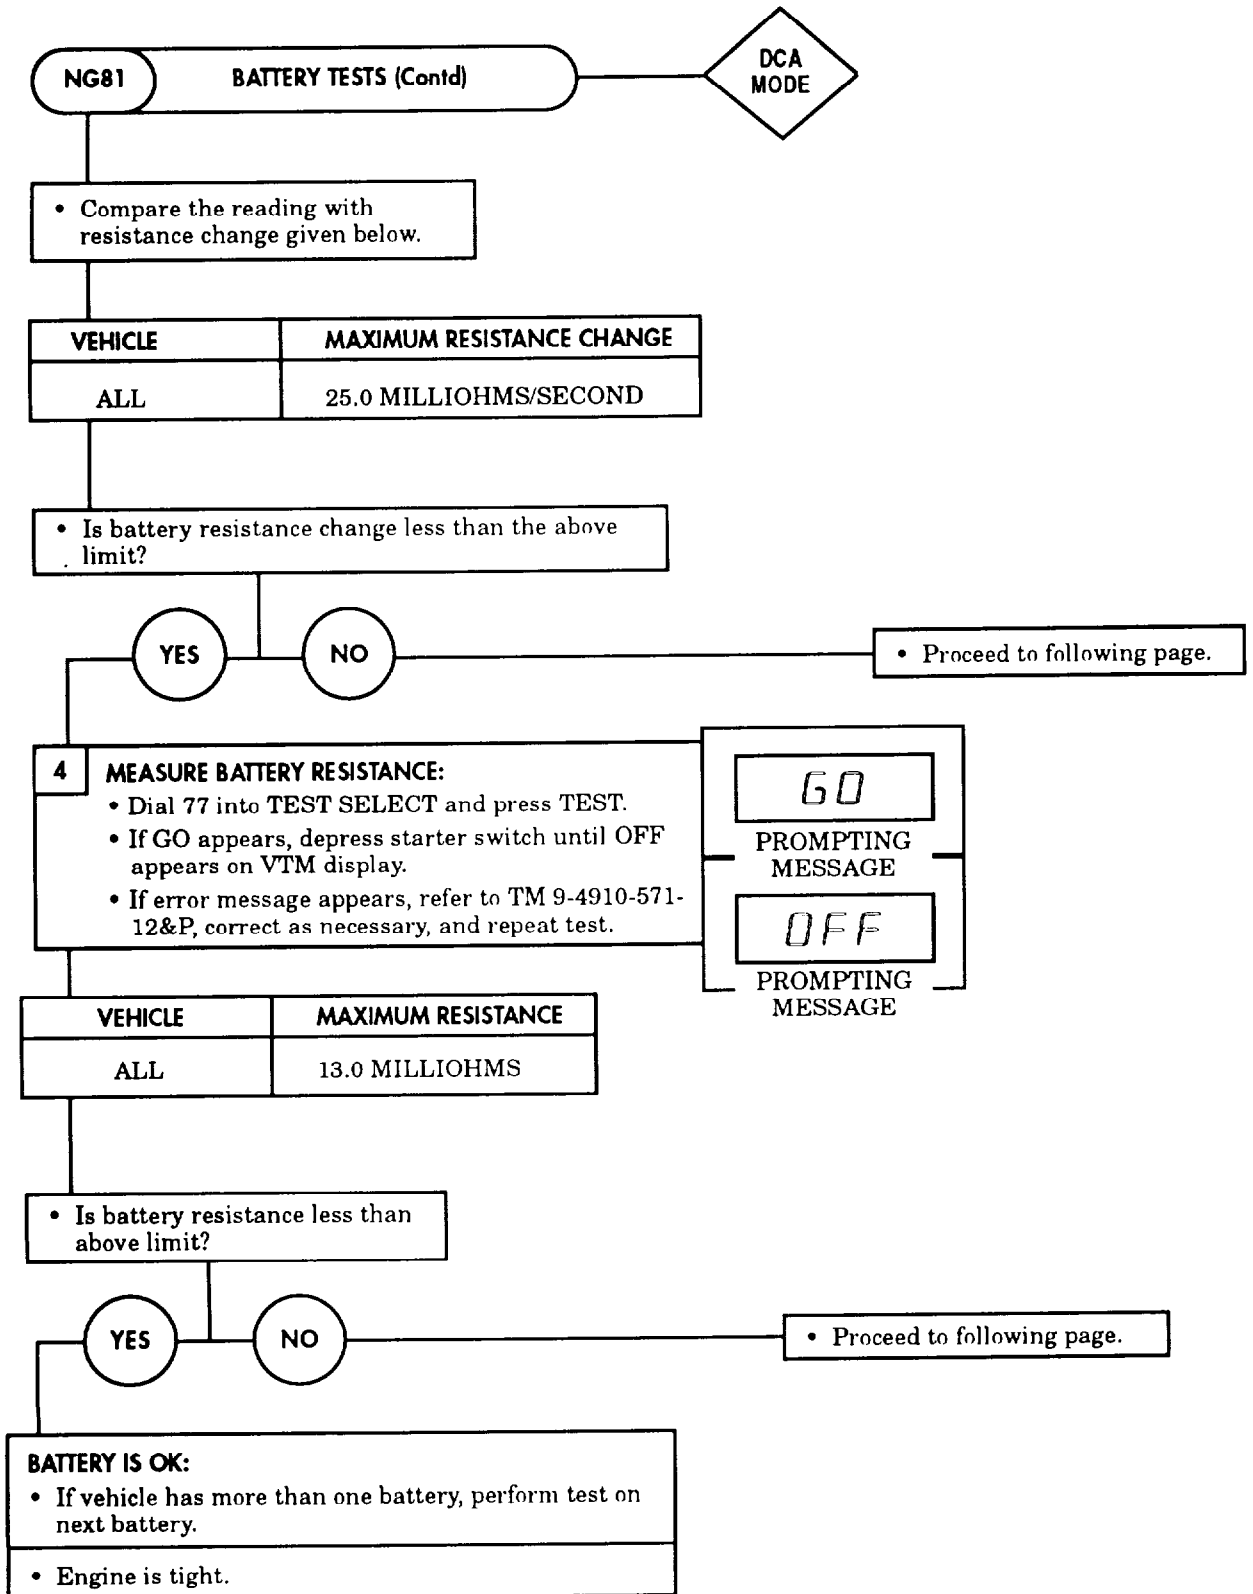 NG81
BATTERY TESTS (Contd)
DCA
MODE
• Compare the reading with
resistance change given below.
VEHICLE
MAXIMUM RESISTANCE CHANGE
ALL
25.0 MILLIOHMS/SECOND
• Is battery resistance change less than the above
limit?
YES
NO
• Proceed to following page.
4
MEASURE BATTERY RESISTANCE:
• Dial 77 into TEST SELECT and press TEST.
• If GO appears, depress starter switch until OFF
appears on VTM display.
• If error message appears, refer to TM 9-4910-571-
12&P, correct as necessary, and repeat test.
GO
PROMPTING
MESSAGE
OFF
PROMPTING
MESSAGE
VEHICLE
MAXIMUM RESISTANCE
ALL
13.0 MILLIOHMS
• Is battery resistance less than
above limit?
YES
NO
• Proceed to following page.
BATTERY IS OK:
• If vehicle has more than one battery, perform test on
next battery.
• Engine is tight.